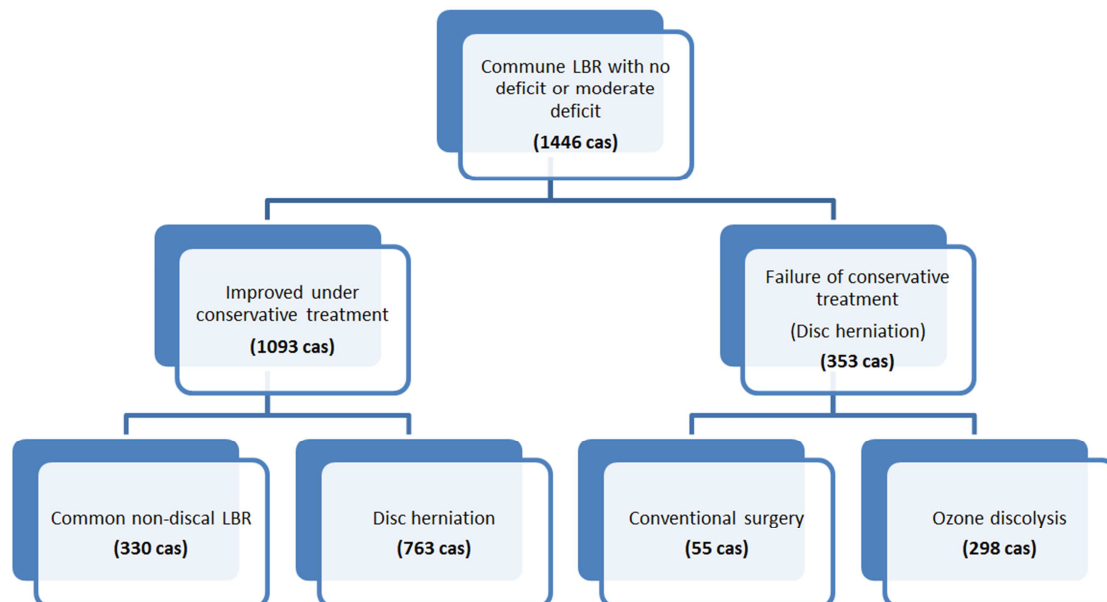 Commune LBR with no
deficit or moderate
deficit
(1446 cas)
Improved under
conservative treatment
(1093 cas)
Failure of conservative
treatment
(Disc herniation)
(353 cas)
Common non-discal LBR
(330 cas)
Disc herniation
(763 cas)
Conventional surgery
(55 cas)
Ozone discolysis
(298 cas)